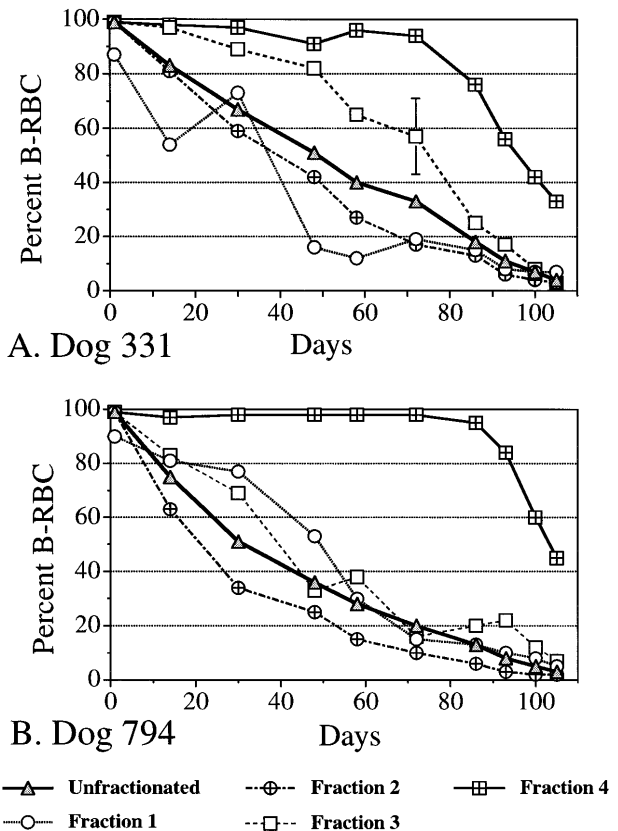 100
80
60
40
20
0
Percent B-RBC
0 20 40 60 80 100
Days
A. Dog 331
100
80
60
40
20
0
Percent B-RBC
0 20 40 60 80 100
Days
B. Dog 794
Unfractionated Fraction 2 Fraction 4
Fraction 1 Fraction 3